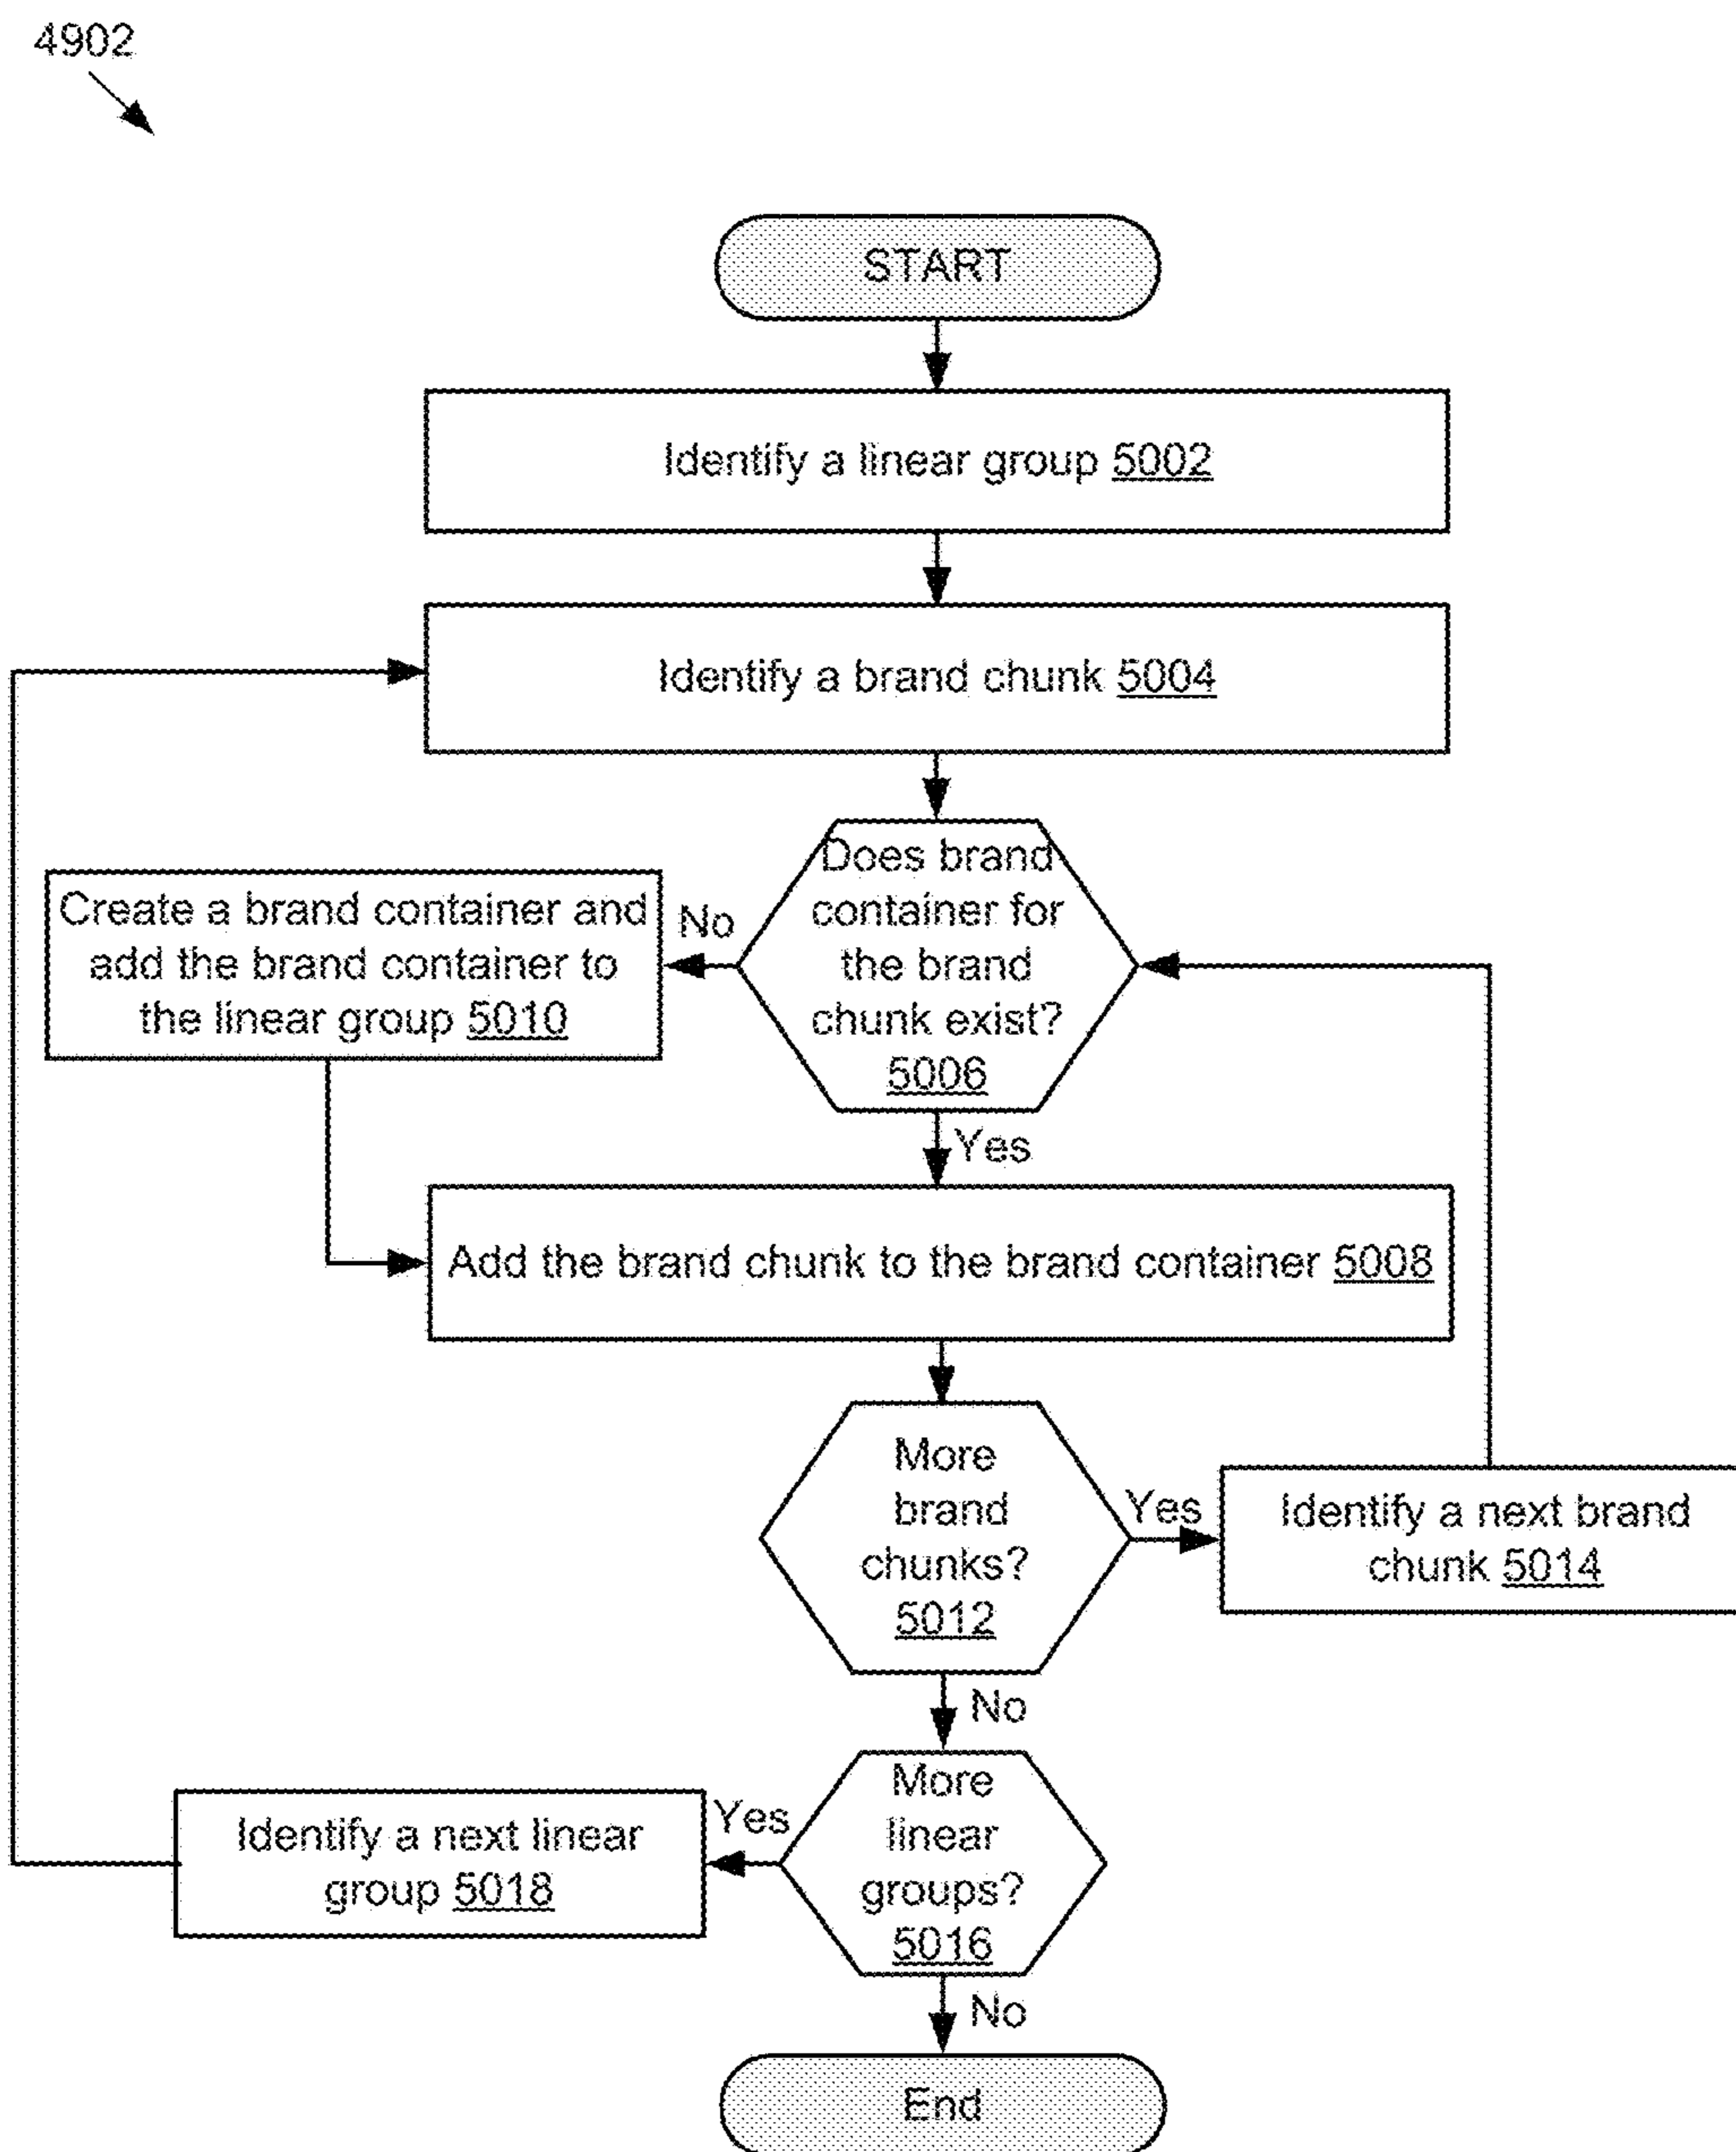 4902
START
Identify a linear group 5002
Identify a brand chunk 5004
Does brand
container for
the brand
chunk exist?
5006
No
Create a brand container and
add the brand container to
the linear group 5010
Yes
Add the brand chunk to the brand container 5008
More
brand
chunks?
5012
Yes
Identify a next brand
chunk 5014
No
More
linear
groups?
5016
Yes
Identify a next linear
group 5018
No
End